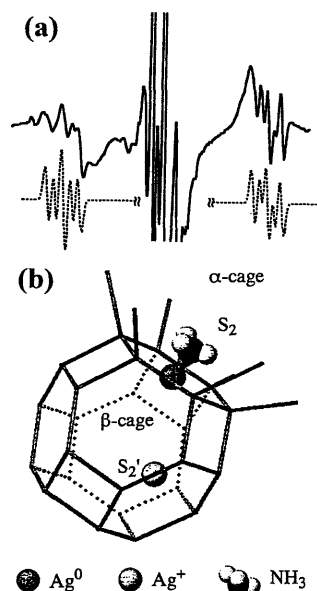 (a)
(b)
α-cage
S₂
β-cage
S₂'
Ag⁰ Ag⁺ NH₃